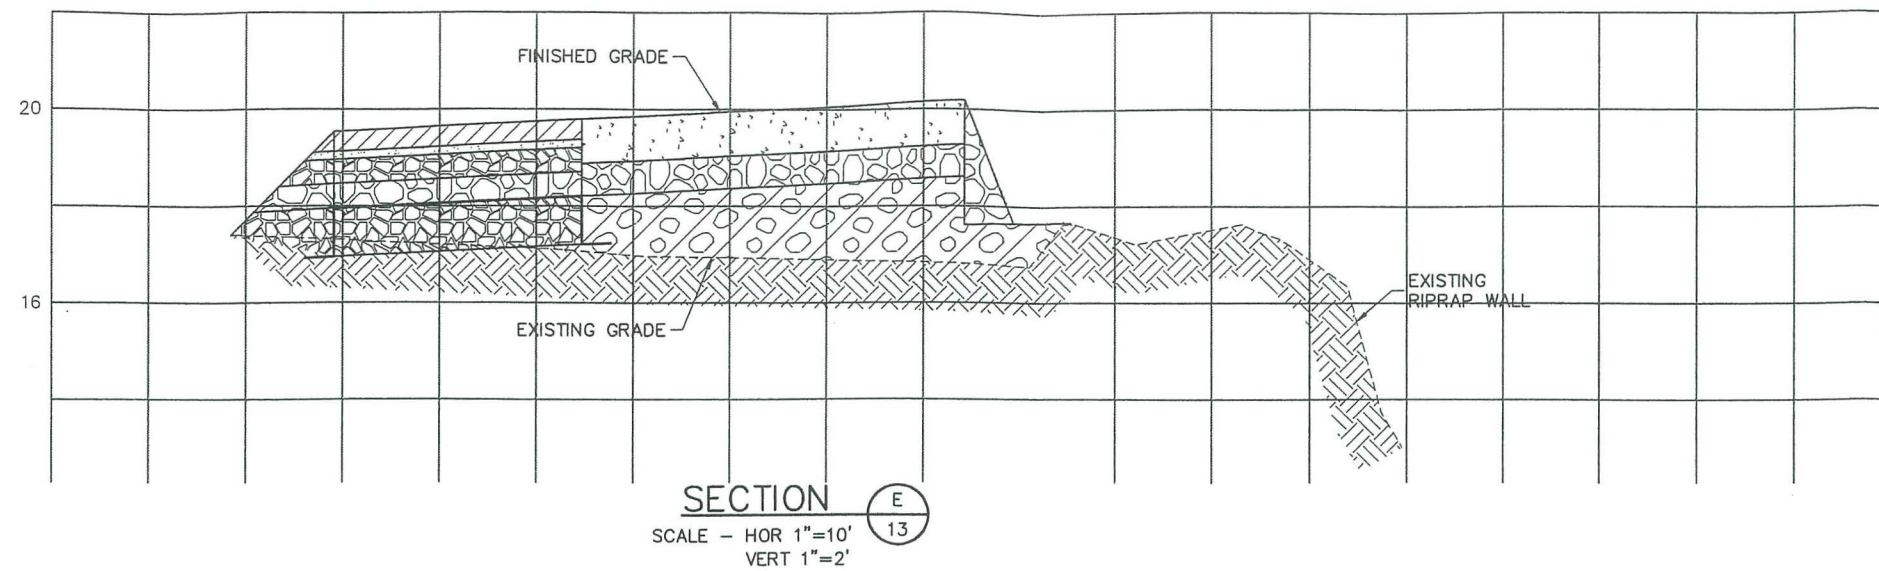 FINISHED GRADE
20
16
EXISTING GRADE
EXISTING
RIPRAP WALL
SECTION
E
13
SCALE - HOR 1"=10'
VERT 1"=2'